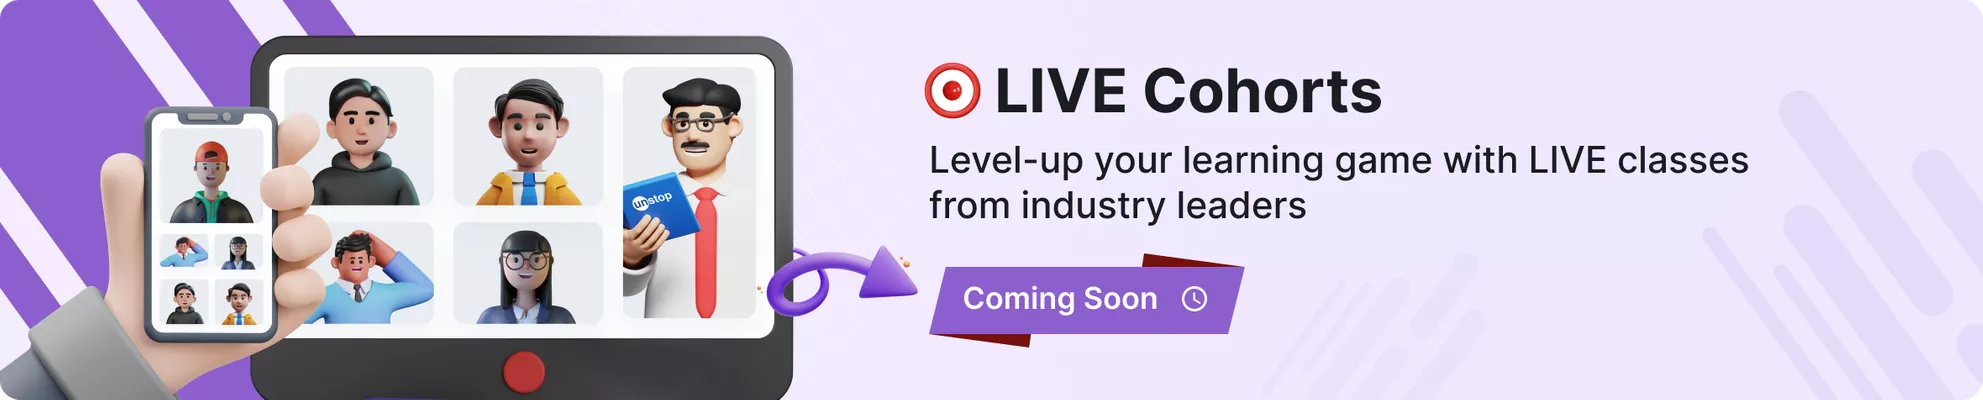 LIVE Cohorts
Level-up your learning game with LIVE classes
from industry leaders
Coming Soon
unstop